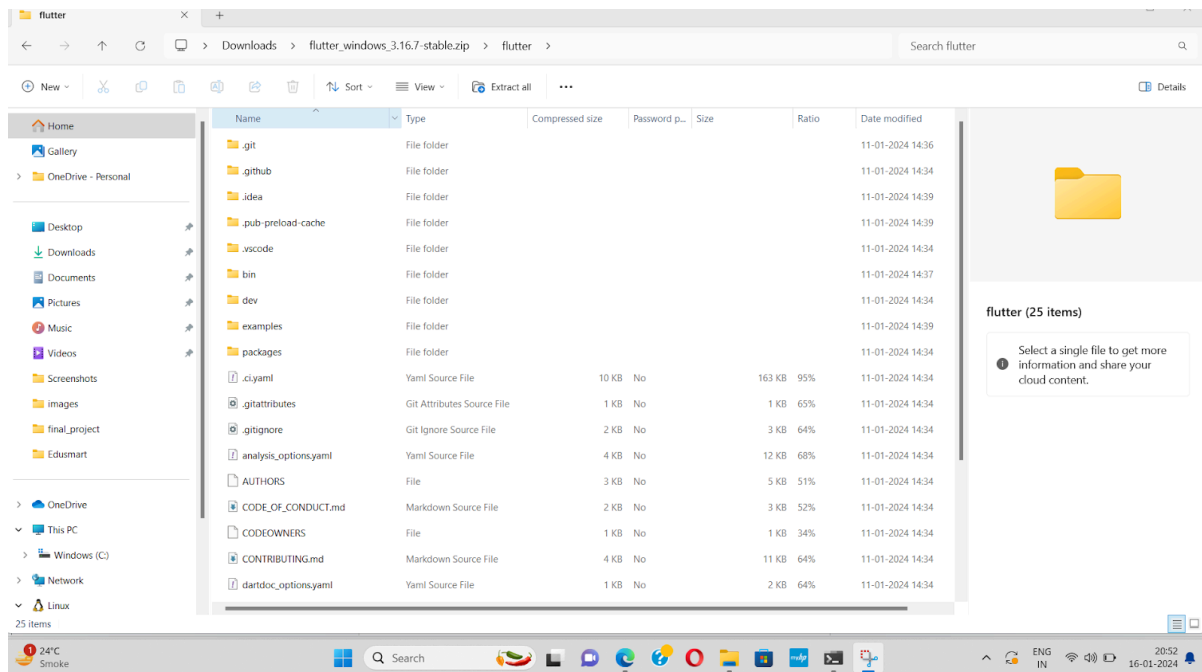 flutter
Downloads > flutter_windows_3.16.7-stable.zip > flutter >
Search flutter
New
Sort
View
Extract all
Details
Home
Gallery
OneDrive - Personal
Desktop
Downloads
Documents
Pictures
Music
Videos
Screenshots
images
final_project
Edusmart
OneDrive
This PC
Windows (C:)
Network
Linux
Name Type Compressed size Password p... Size Ratio Date modified
.git File folder 11-01-2024 14:36
.github File folder 11-01-2024 14:34
.idea File folder 11-01-2024 14:39
.pub-preload-cache File folder 11-01-2024 14:39
.vscode File folder 11-01-2024 14:34
bin File folder 11-01-2024 14:37
dev File folder 11-01-2024 14:34
examples File folder 11-01-2024 14:39
packages File folder 11-01-2024 14:34
.ci.yaml Yaml Source File 10 KB No 163 KB 95% 11-01-2024 14:34
.gitattributes Git Attributes Source File 1 KB No 1 KB 65% 11-01-2024 14:34
.gitignore Git Ignore Source File 2 KB No 3 KB 64% 11-01-2024 14:34
analysis_options.yaml Yaml Source File 4 KB No 12 KB 68% 11-01-2024 14:34
AUTHORS File 3 KB No 5 KB 51% 11-01-2024 14:34
CODE_OF_CONDUCT.md Markdown Source File 2 KB No 3 KB 52% 11-01-2024 14:34
CODEOWNERS File 1 KB No 1 KB 34% 11-01-2024 14:34
CONTRIBUTING.md Markdown Source File 4 KB No 11 KB 64% 11-01-2024 14:34
dartdoc_options.yaml Yaml Source File 1 KB No 2 KB 64% 11-01-2024 14:34
flutter (25 items)
Select a single file to get more
information and share your
cloud content.
25 items
1
24°C
Smoke
Search
myhp
ENG
IN
20:52
16-01-2024